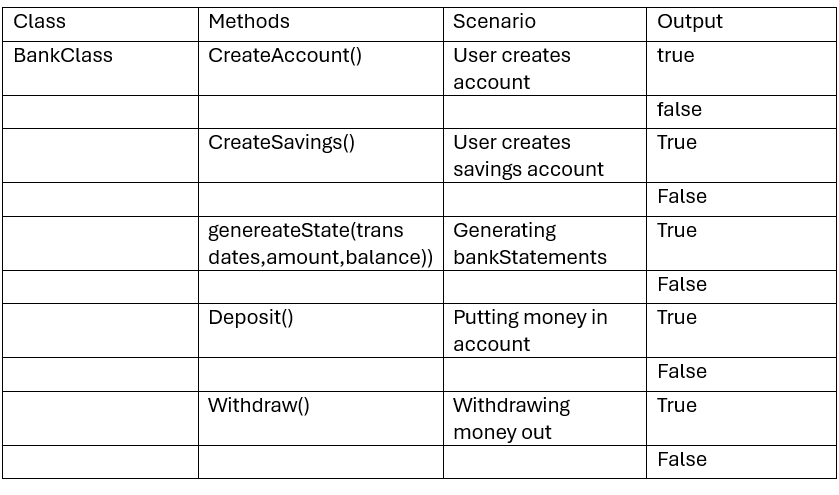 Class Methods Scenario Output
BankClass CreateAccount() User creates true
account
false
CreateSavings() User creates True
savings account
False
genereateState(trans Generating True
dates,amount,balance)) bankStatements
False
Deposit() Putting money in True
account
False
Withdraw() Withdrawing True
money out
False